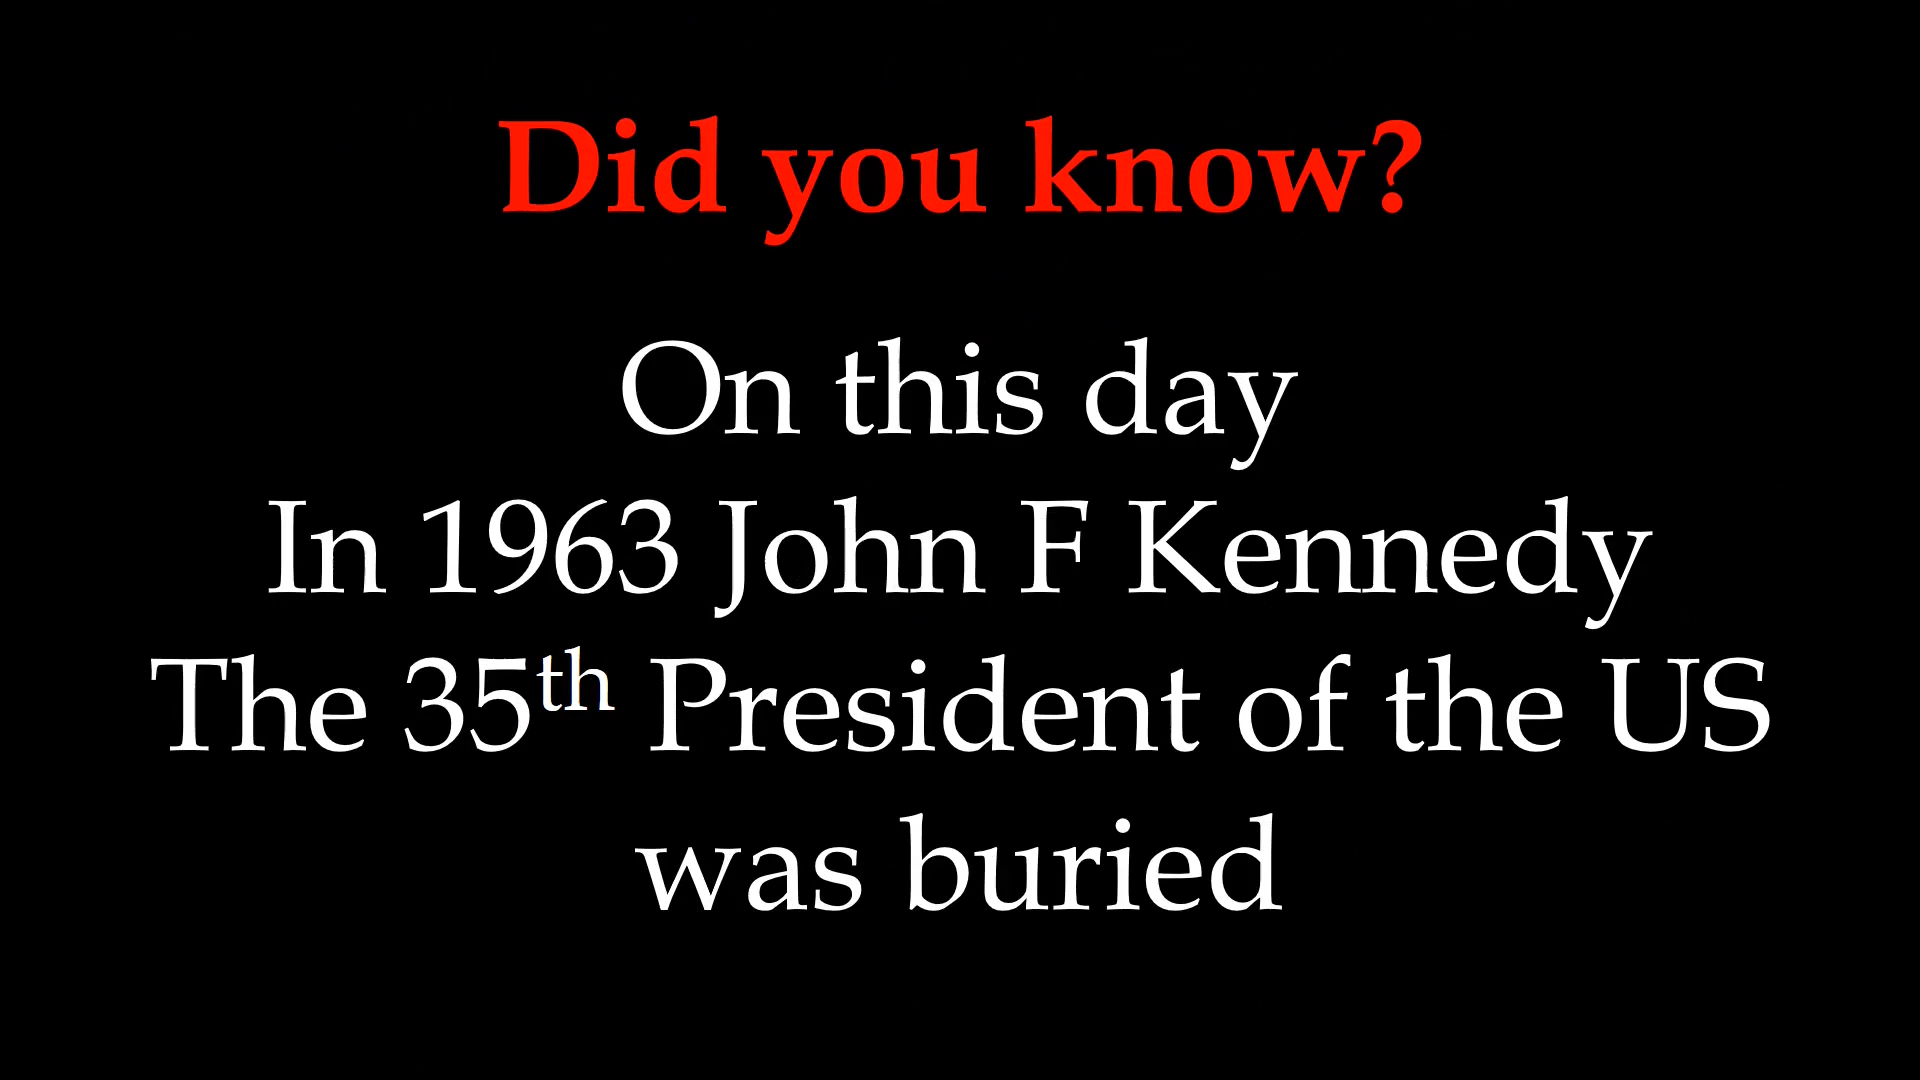 Did you know?
On this day
In 1963 John F Kennedy
The 35th President of the US
was buried